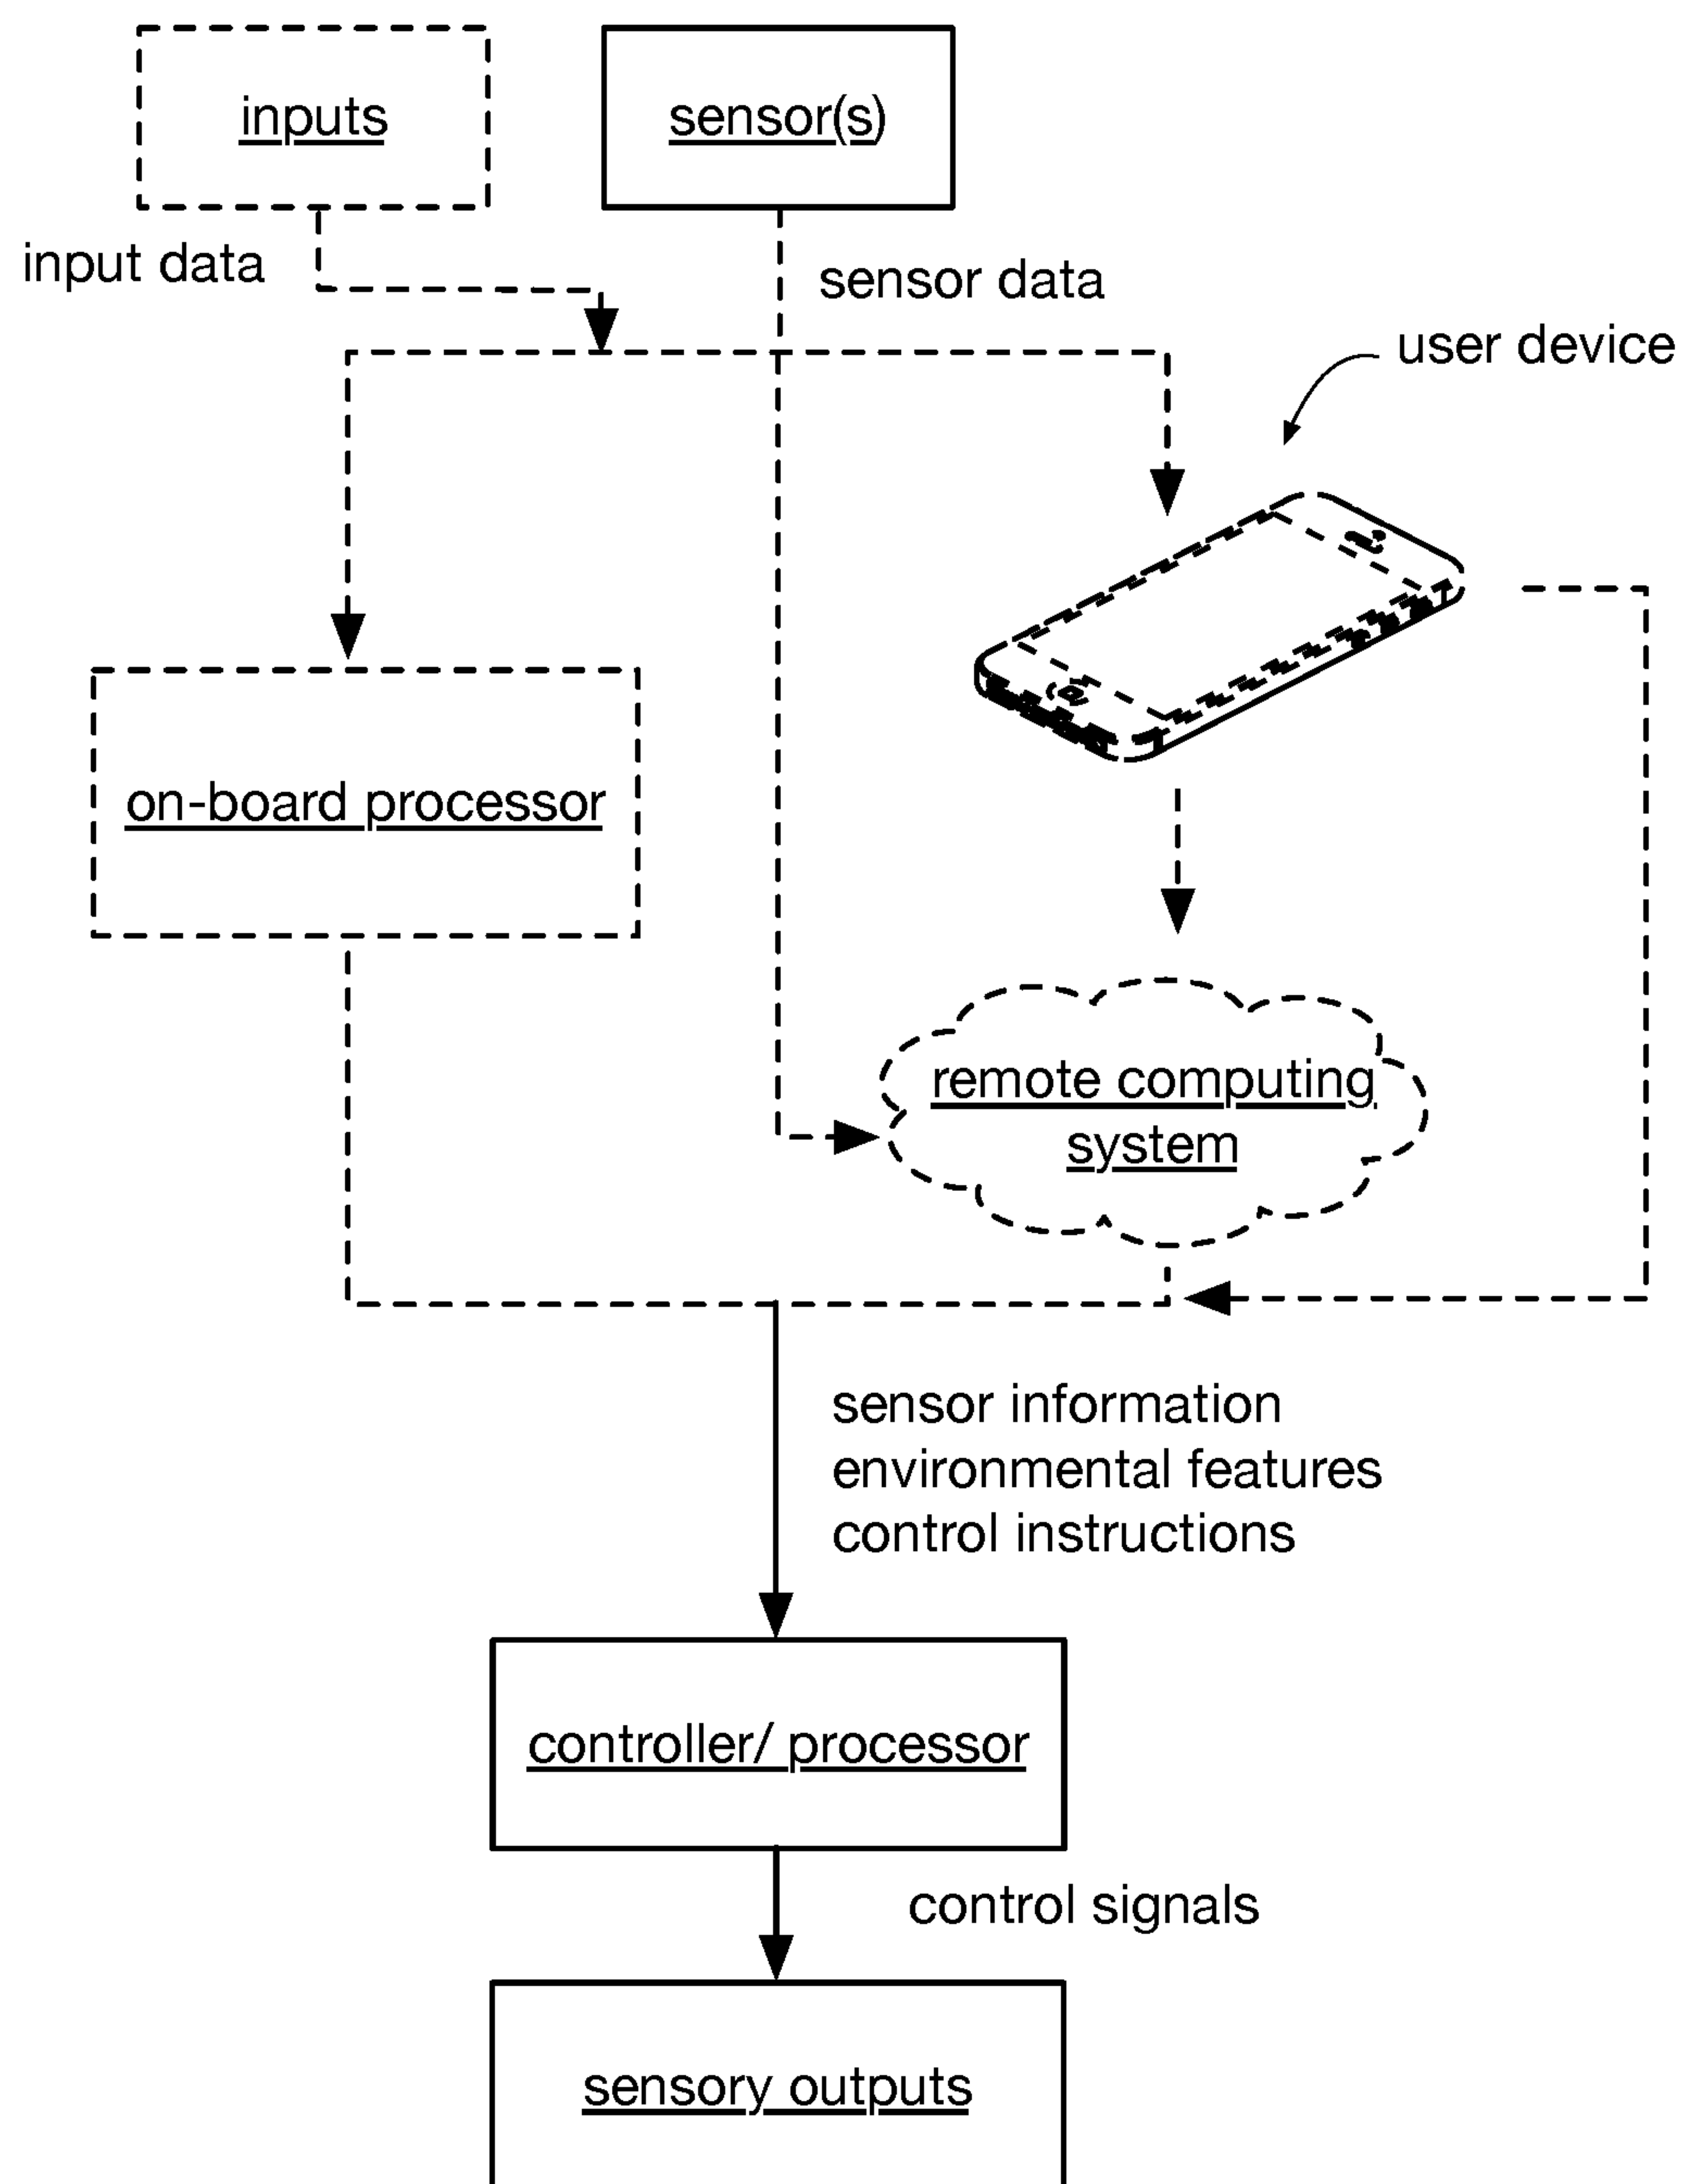 inputs
sensor(s)
input data
sensor data
user device
on-board processor
remote computing
system
sensor information
environmental features
control instructions
controller/ processor
control signals
sensory outputs